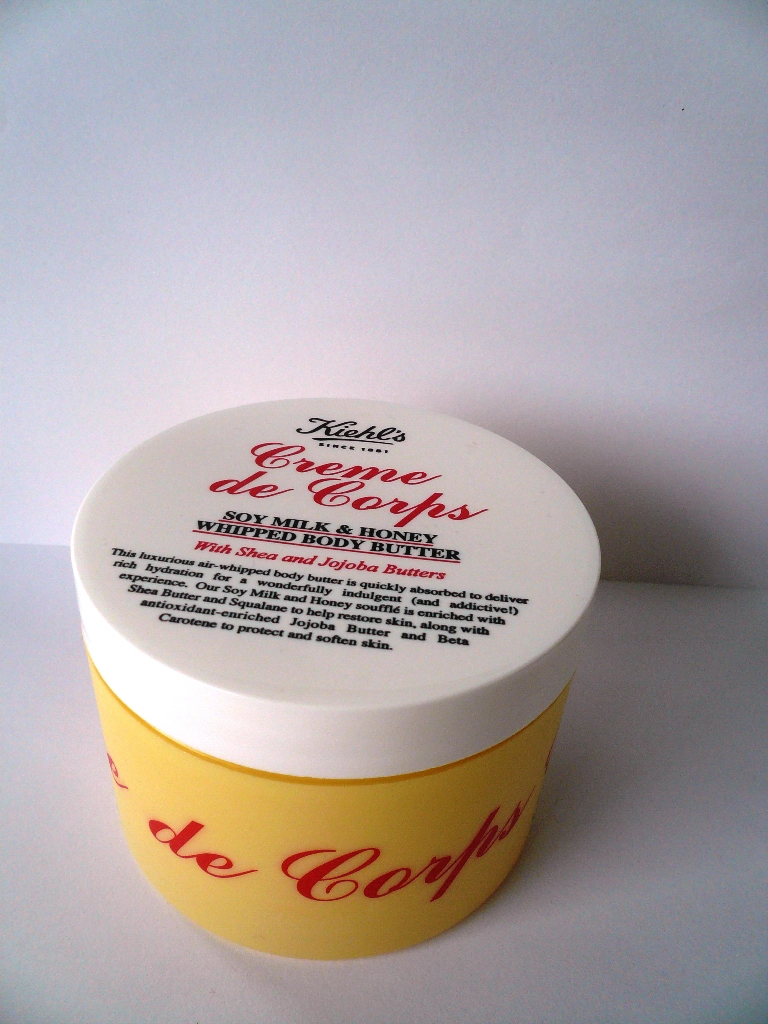 Kiehl's
SINCE 1851
Creme
de Corps
SOY MILK & HONEY
WHIPPED BODY BUTTER
With Shea and Jojoba Butters
This luxurious air-whipped body butter is quickly absorbed to deliver
rich hydration for a wonderfully indulgent (and addictive!)
experience. Our Soy Milk and Honey soufflé is enriched with
Shea Butter and Squalane to help restore skin, along with
antioxidant-enriched Jojoba Butter and Beta
Carotene to protect and soften skin.
de Corps